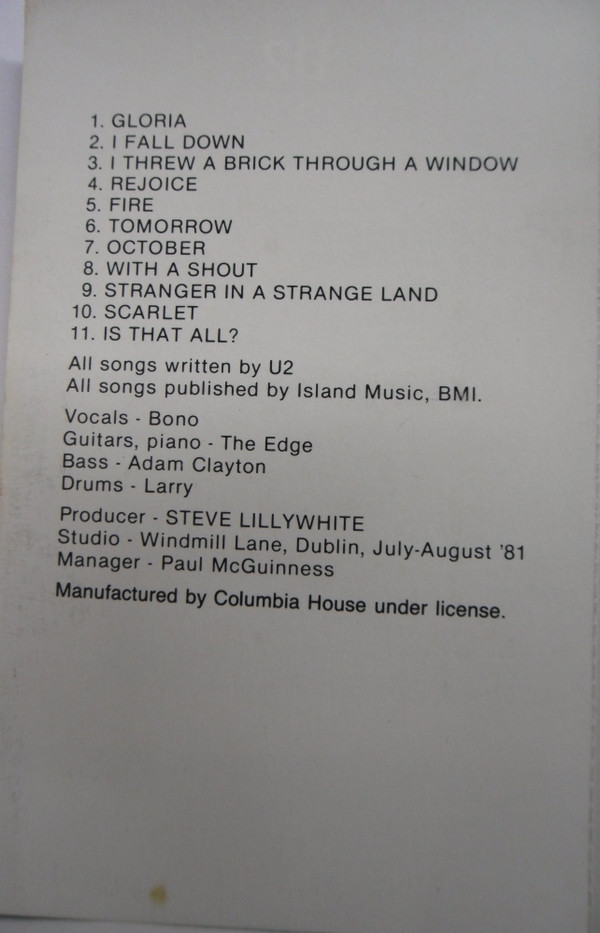 1. GLORIA
2. I FALL DOWN
3. I THREW A BRICK THROUGH A WINDOW
4. REJOICE
5. FIRE
6. TOMORROW
7. OCTOBER
8. WITH A SHOUT
9. STRANGER IN A STRANGE LAND
10. SCARLET
11. IS THAT ALL?
All songs written by U2
All songs published by Island Music, BMI.
Vocals - Bono
Guitars, piano - The Edge
Bass - Adam Clayton
Drums - Larry
Producer - STEVE LILLYWHITE
Studio - Windmill Lane, Dublin, July-August '81
Manager - Paul McGuinness
Manufactured by Columbia House under license.